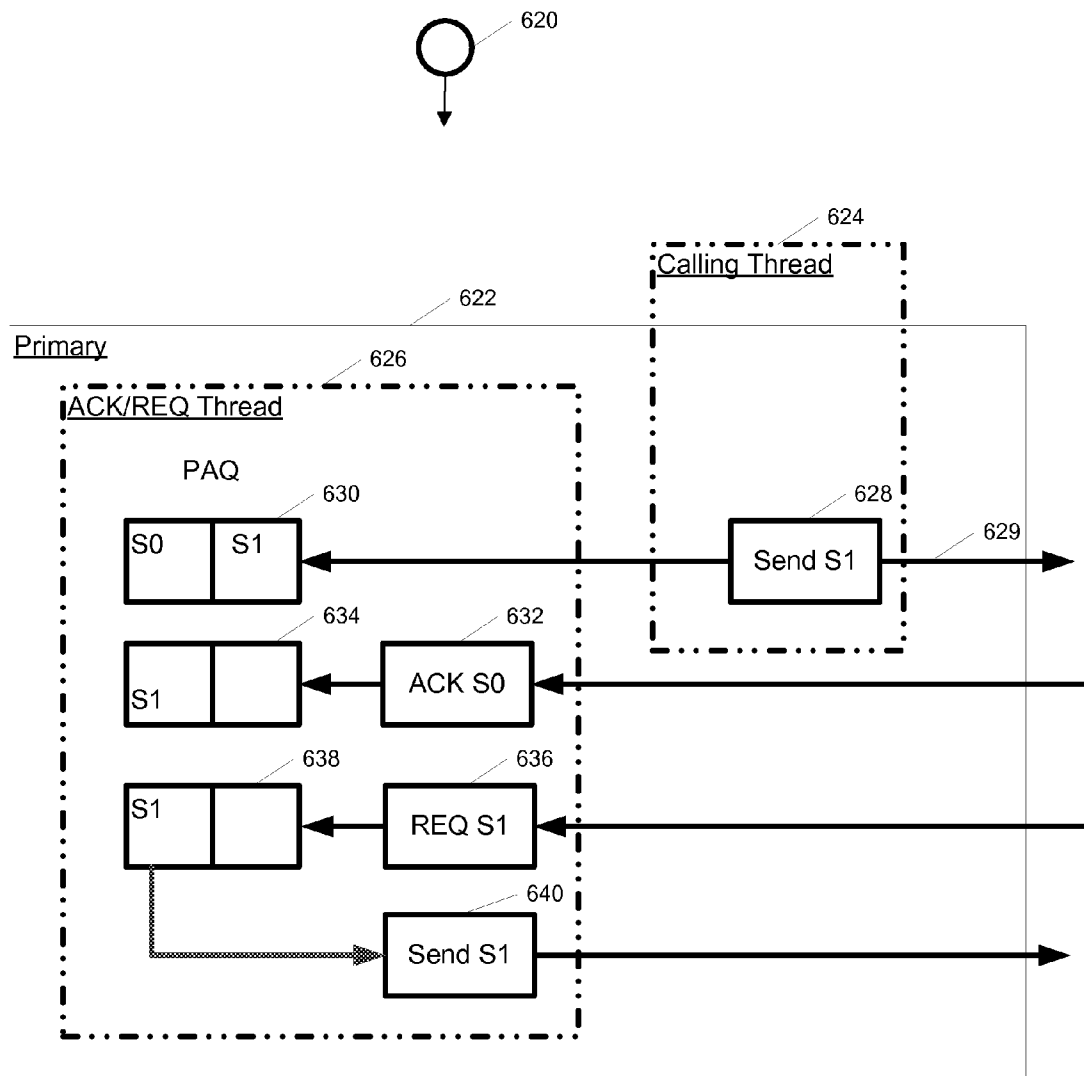 620
624
Calling Thread
622
Primary
626
ACK/REQ Thread
PAQ
630
628
629
S0
S1
Send S1
634
632
S1
ACK S0
638
636
S1
REQ S1
640
Send S1